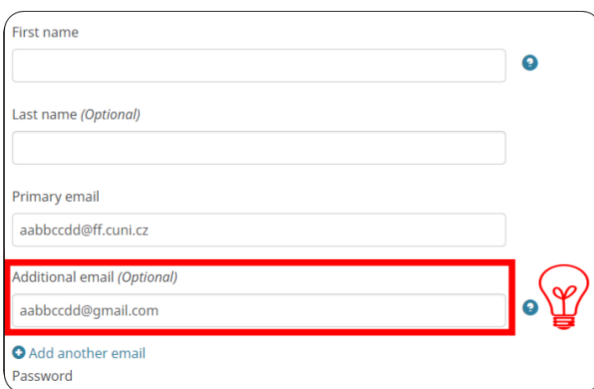 First name
Last name (Optional)
Primary email
aabbccdd@ff.cuni.cz
Additional email (Optional)
aabbccdd@gmail.com
Add another email
Password